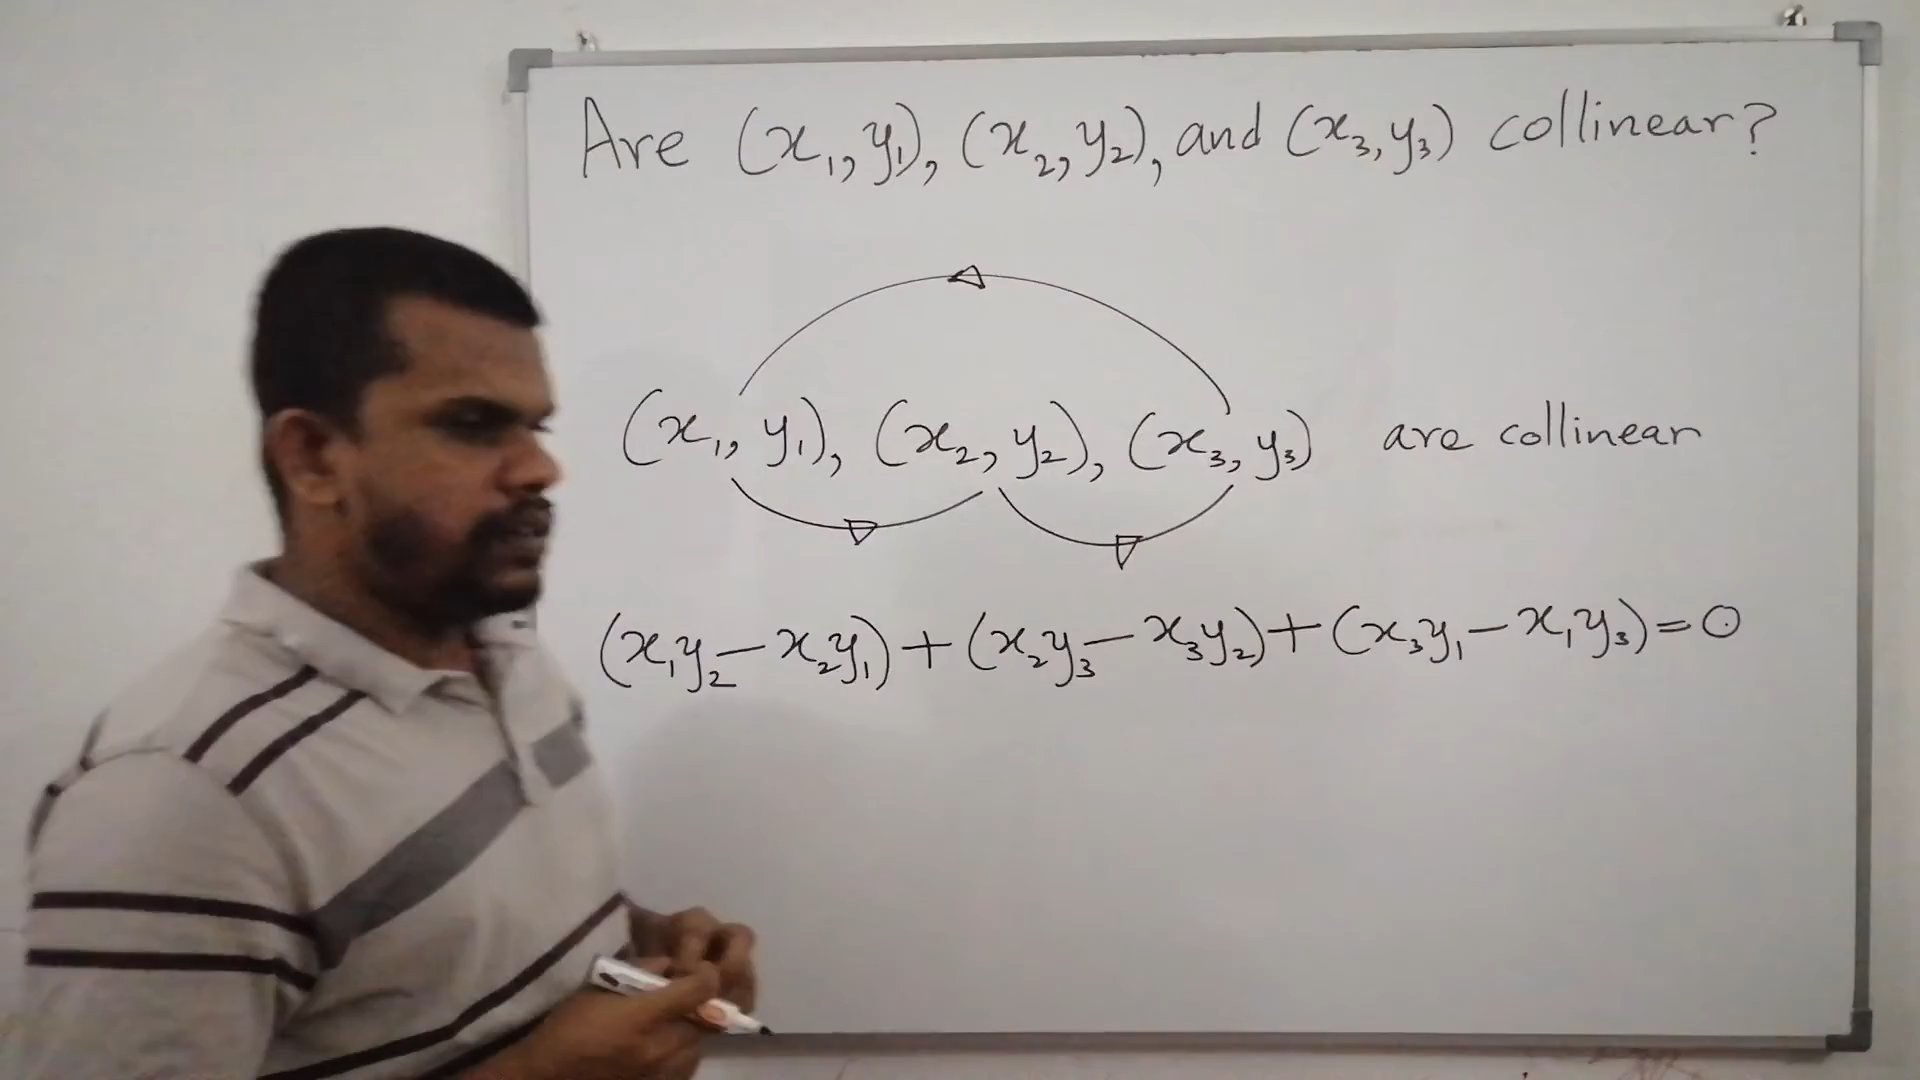 Are (x₁, y₁), (x₂, y₂), and (x₃, y₃) collinear?
(x₁, y₁), (x₂, y₂), (x₃, y₃) are collinear
(x₁y₂ − x₂y₁) + (x₂y₃ − x₃y₂) + (x₃y₁ − x₁y₃) = 0